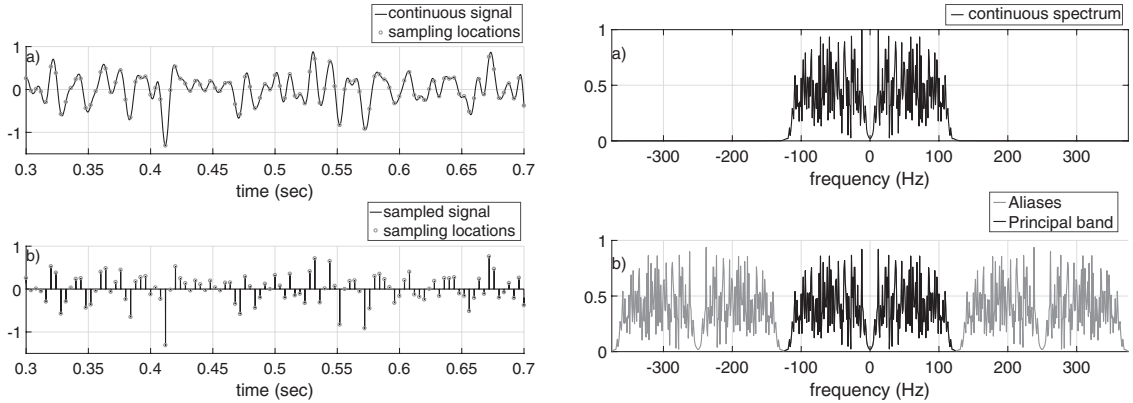 continuous signal
sampling locations
a)
1
0
-1
0.3 0.35 0.4 0.45 0.5 0.55 0.6 0.65 0.7
time (sec)
sampled signal
sampling locations
b)
1
0
-1
0.3 0.35 0.4 0.45 0.5 0.55 0.6 0.65 0.7
time (sec)
continuous spectrum
a)
1
0.5
0
-300 -200 -100 0 100 200 300
frequency (Hz)
Aliases
Principal band
b)
1
0.5
0
-300 -200 -100 0 100 200 300
frequency (Hz)